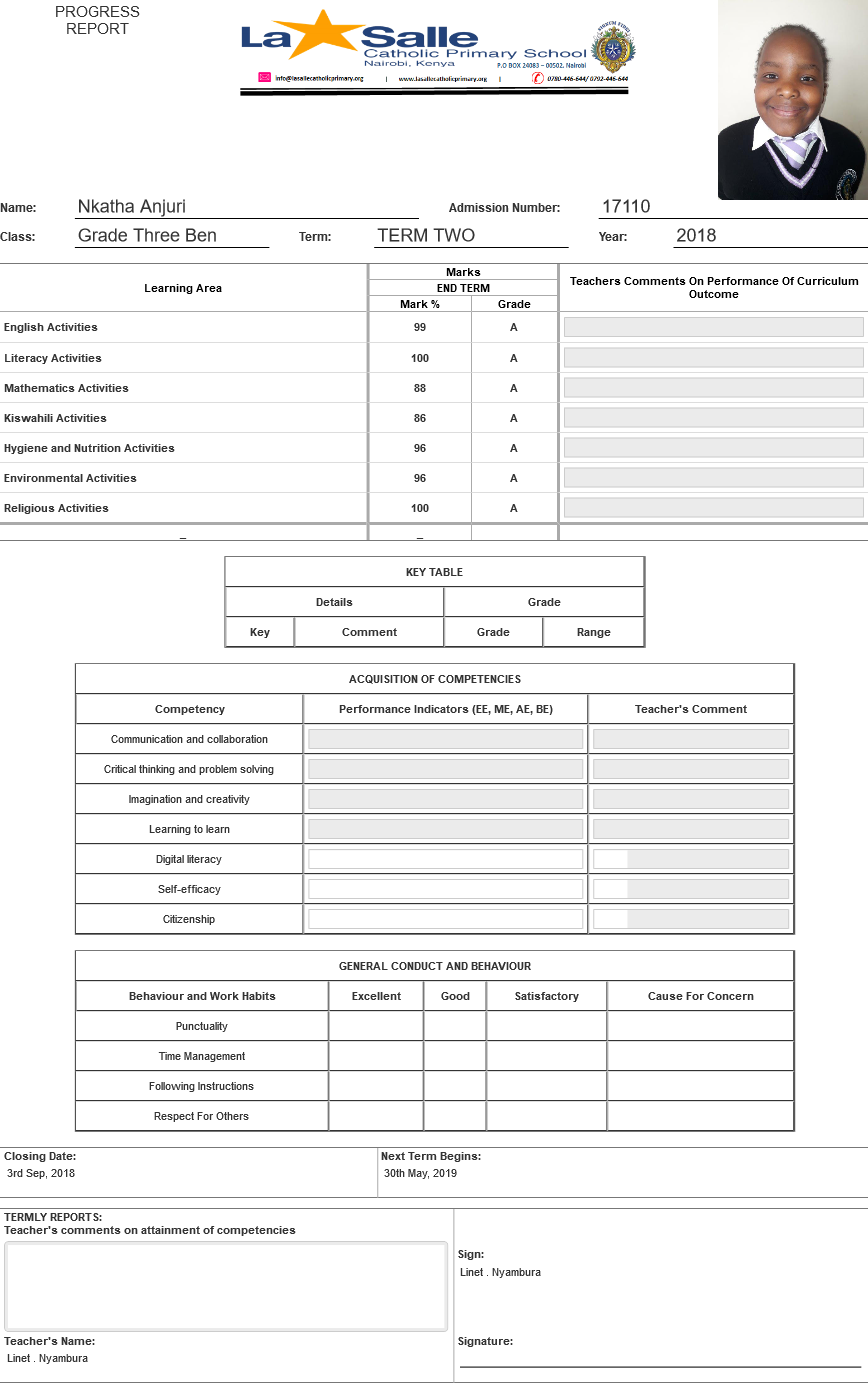 PROGRESS
REPORT
La Salle
Catholic Primary School
Nairobi, Kenya
P.O BOX 24083 – 00502, Nairobi
info@lasallecatholicprimary.org | www.lasallecatholicprimary.org | 0780-446-644/ 0792-446-644
Name: Nkatha Anjuri Admission Number: 17110
Class: Grade Three Ben Term: TERM TWO Year: 2018
Learning Area
Marks
END TERM
Mark % Grade
Teachers Comments On Performance Of Curriculum
Outcome
English Activities 99 A
Literacy Activities 100 A
Mathematics Activities 88 A
Kiswahili Activities 86 A
Hygiene and Nutrition Activities 96 A
Environmental Activities 96 A
Religious Activities 100 A
_ _
KEY TABLE
Details Grade
Key Comment Grade Range
ACQUISITION OF COMPETENCIES
Competency Performance Indicators (EE, ME, AE, BE) Teacher's Comment
Communication and collaboration
Critical thinking and problem solving
Imagination and creativity
Learning to learn
Digital literacy
Self-efficacy
Citizenship
GENERAL CONDUCT AND BEHAVIOUR
Behaviour and Work Habits Excellent Good Satisfactory Cause For Concern
Punctuality
Time Management
Following Instructions
Respect For Others
Closing Date: Next Term Begins:
3rd Sep, 2018 30th May, 2019
TERMLY REPORTS:
Teacher's comments on attainment of competencies
Sign:
Linet . Nyambura
Teacher's Name: Signature:
Linet . Nyambura